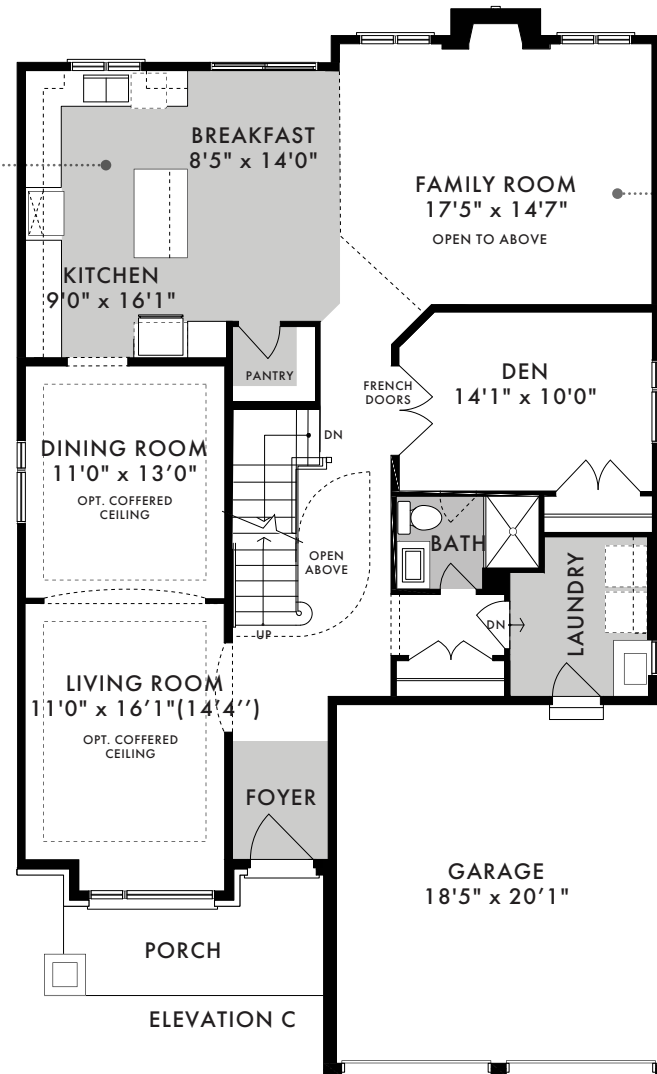 BREAKFAST
8'5" x 14'0"
FAMILY ROOM
17'5" x 14'7"
OPEN TO ABOVE
KITCHEN
9'0" x 16'1"
PANTRY
FRENCH
DOORS
DEN
14'1" x 10'0"
DN
DINING ROOM
11'0" x 13’0"
OPT. COFFERED
CEILING
OPEN
ABOVE
UP
BATH
LAUNDRY
DN
LIVING ROOM
11'0" x 16’1"(14’4’’)
OPT. COFFERED
CEILING
FOYER
GARAGE
18'5" x 20’1"
PORCH
ELEVATION C